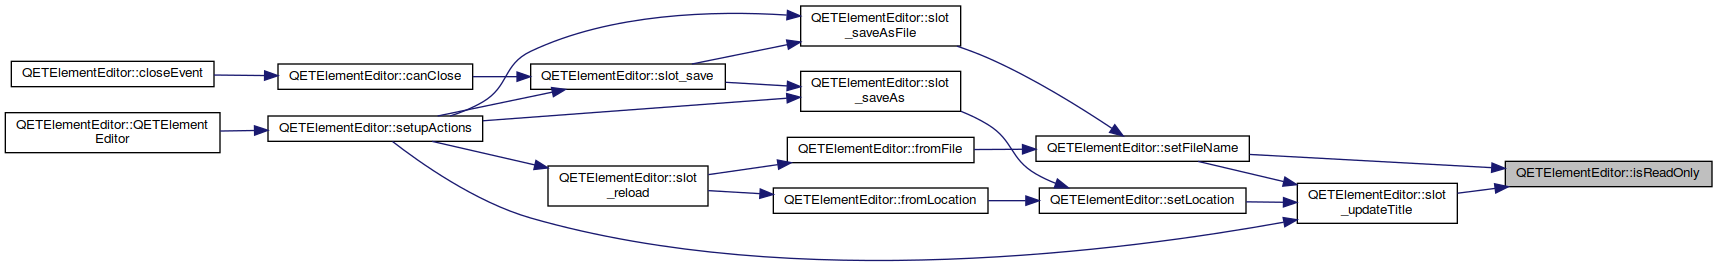 QETElementEditor::closeEvent
QETElementEditor::QETElement
Editor
QETElementEditor::canClose
QETElementEditor::setupActions
QETElementEditor::slot_save
QETElementEditor::slot
_reload
QETElementEditor::slot
_saveAsFile
QETElementEditor::slot
_saveAs
QETElementEditor::fromFile
QETElementEditor::fromLocation
QETElementEditor::setFileName
QETElementEditor::setLocation
QETElementEditor::slot
_updateTitle
QETElementEditor::isReadOnly